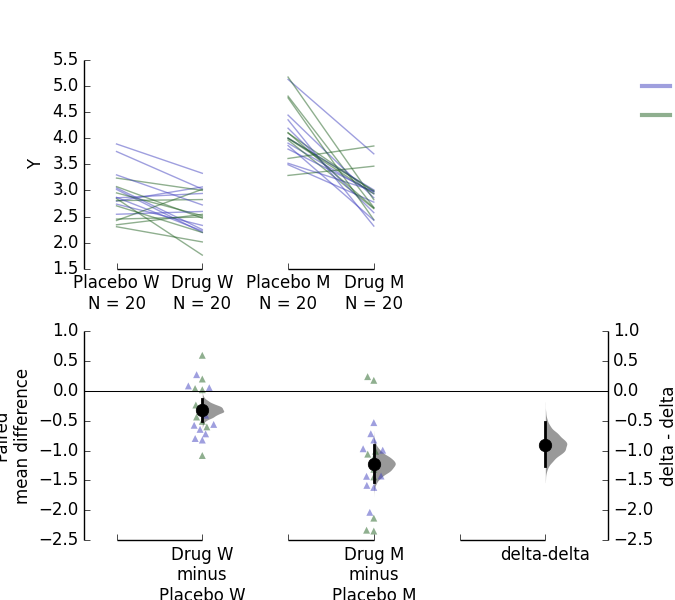 5.5
5.0
4.5
4.0
3.5
3.0
2.5
2.0
1.5
Y
Placebo W
N = 20
Drug W
N = 20
Placebo M
N = 20
Drug M
N = 20
1.0
0.5
0.0
−0.5
−1.0
−1.5
−2.0
−2.5
mean difference
Drug W
minus
Placebo W
Drug M
minus
Placebo M
delta-delta
1.0
0.5
0.0
−0.5
−1.0
−1.5
−2.0
−2.5
delta - delta